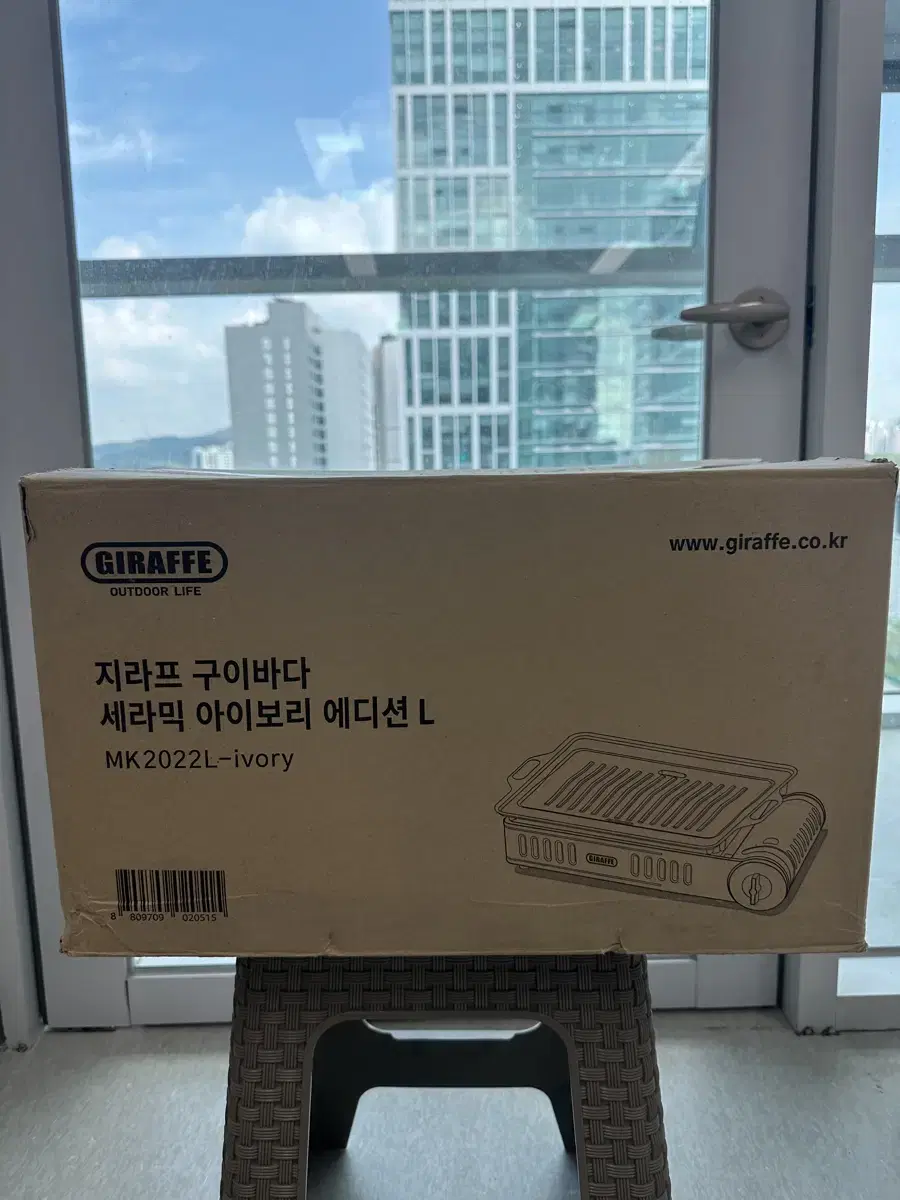 GIRAFFE
OUTDOOR LIFE
www.giraffe.co.kr
지라프 구이바다
세라믹 아이보리 에디션 L
MK2022L-ivory
GIRAFFE
8 809709 020515